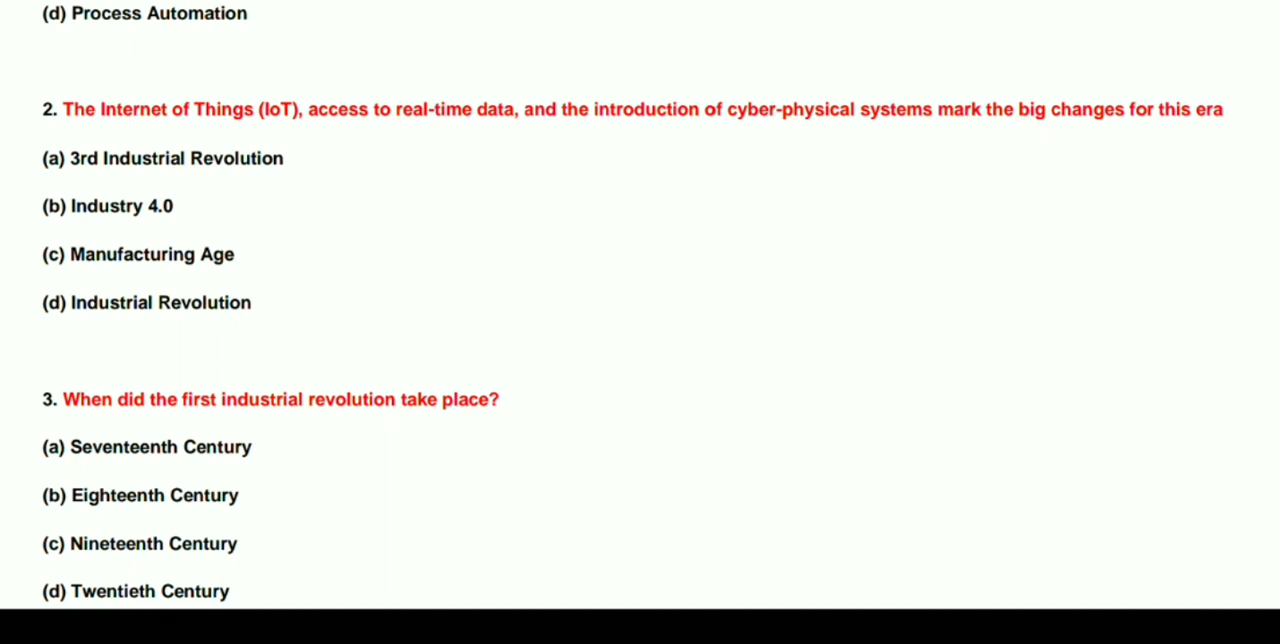 (d) Process Automation
2. The Internet of Things (IoT), access to real-time data, and the introduction of cyber-physical systems mark the big changes for this era
(a) 3rd Industrial Revolution
(b) Industry 4.0
(c) Manufacturing Age
(d) Industrial Revolution
3. When did the first industrial revolution take place?
(a) Seventeenth Century
(b) Eighteenth Century
(c) Nineteenth Century
(d) Twentieth Century